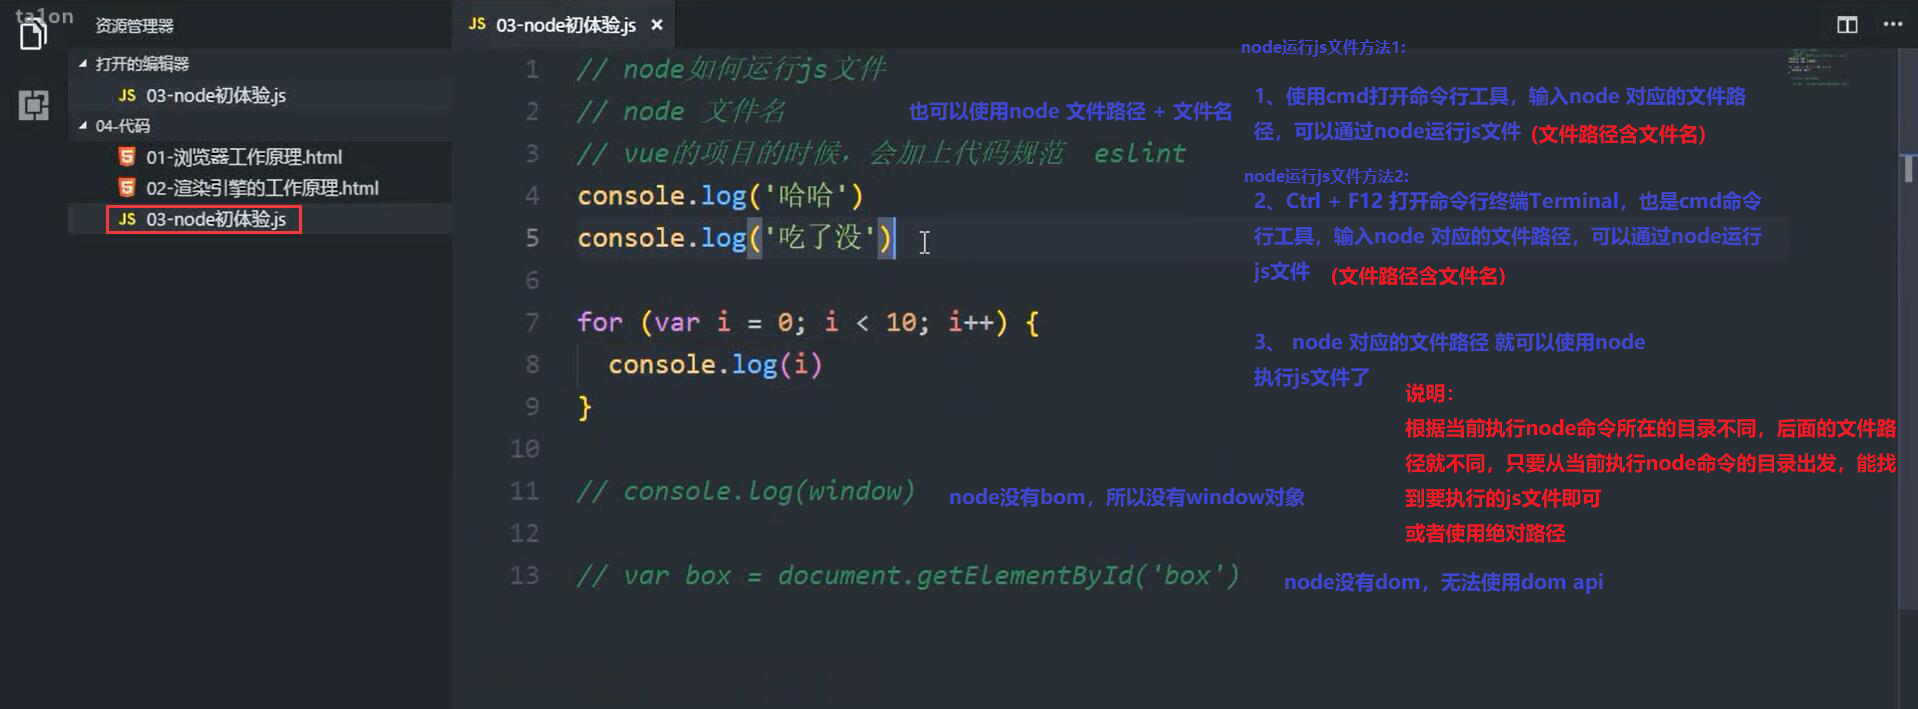 ta1on
资源管理器
打开的编辑器
JS 03-node初体验.js
04-代码
5 01-浏览器工作原理.html
5 02-渲染引擎的工作原理.html
JS 03-node初体验.js
JS 03-node初体验.js ×
1 // node如何运行js文件
2 // node 文件名
也可以使用node 文件路径 + 文件名
3 // vue的项目的时候，会加上代码规范 eslint
4 console.log('哈哈')
5 console.log('吃了没')
6
7 for (var i = 0; i < 10; i++) {
8 console.log(i)
9 }
10
11 // console.log(window)
node没有bom，所以没有window对象
12
13 // var box = document.getElementById('box')
node没有dom，无法使用dom api
node运行js文件方法1:
1、使用cmd打开命令行工具，输入node 对应的文件路
径，可以通过node运行js文件 (文件路径含文件名)
node运行js文件方法2:
2、Ctrl + F12 打开命令行终端Terminal，也是cmd命令
行工具，输入node 对应的文件路径，可以通过node运行
js文件 (文件路径含文件名)
3、 node 对应的文件路径 就可以使用node
执行js文件了
说明：
根据当前执行node命令所在的目录不同，后面的文件路
径就不同，只要从当前执行node命令的目录出发，能找
到要执行的js文件即可
或者使用绝对路径